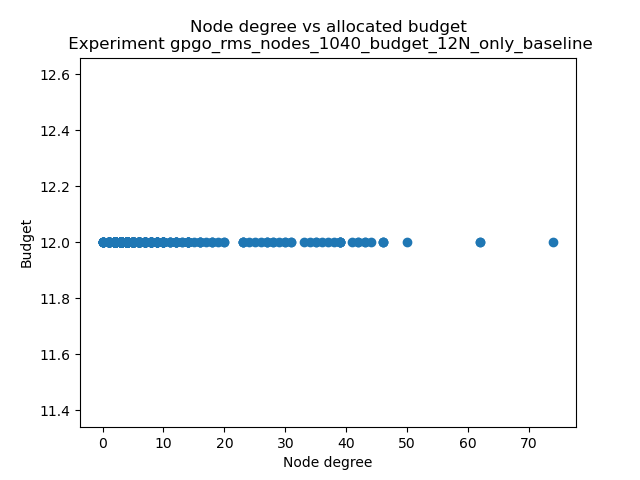 Node degree vs allocated budget
Experiment gpgo_rms_nodes_1040_budget_12N_only_baseline
12.6
12.4
12.2
12.0
11.8
11.6
11.4
Budget
0 10 20 30 40 50 60 70
Node degree